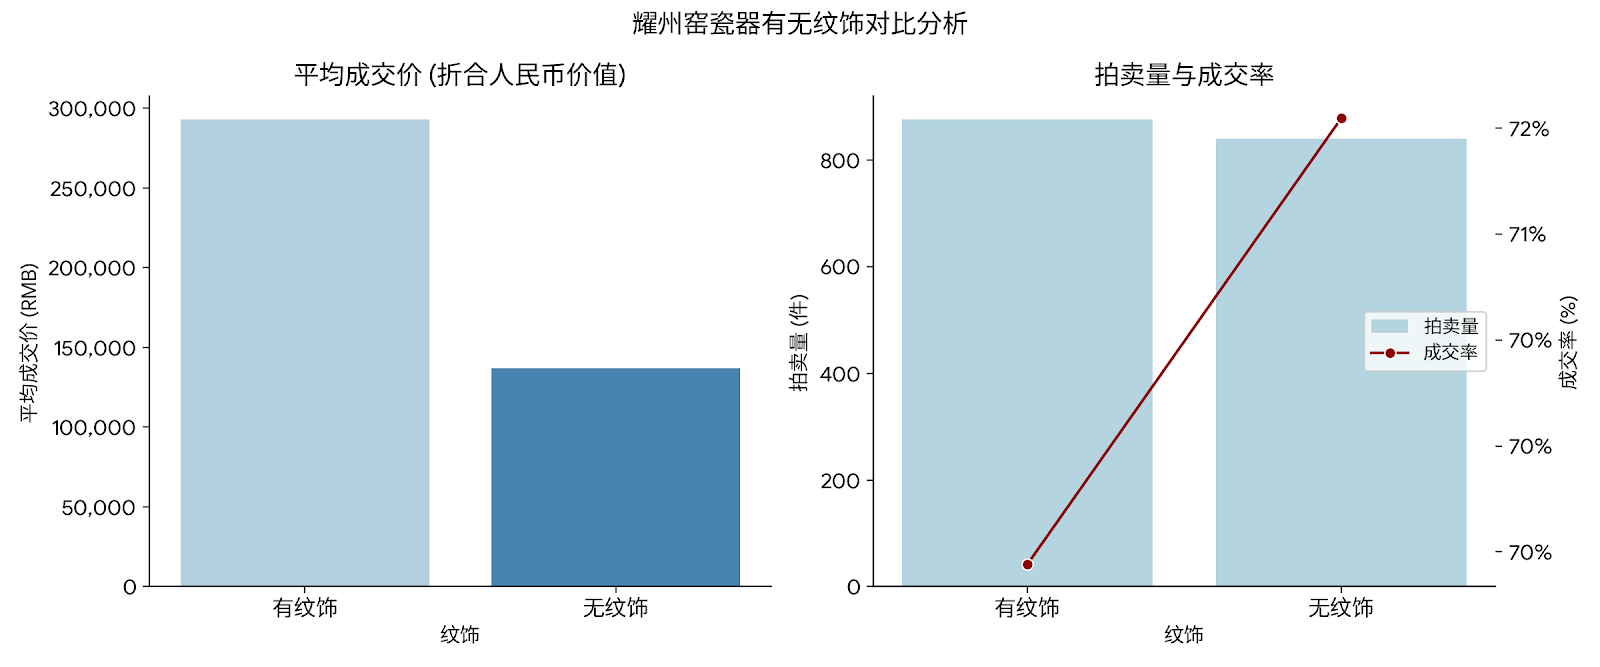 耀州窑瓷器有无纹饰对比分析
平均成交价 (折合人民币价值)
300,000
250,000
200,000
150,000
100,000
50,000
0
平均成交价 (RMB)
有纹饰
无纹饰
纹饰
拍卖量与成交率
800
600
400
200
0
拍卖量 (件)
72%
71%
70%
70%
70%
成交率 (%)
拍卖量
成交率
有纹饰
无纹饰
纹饰